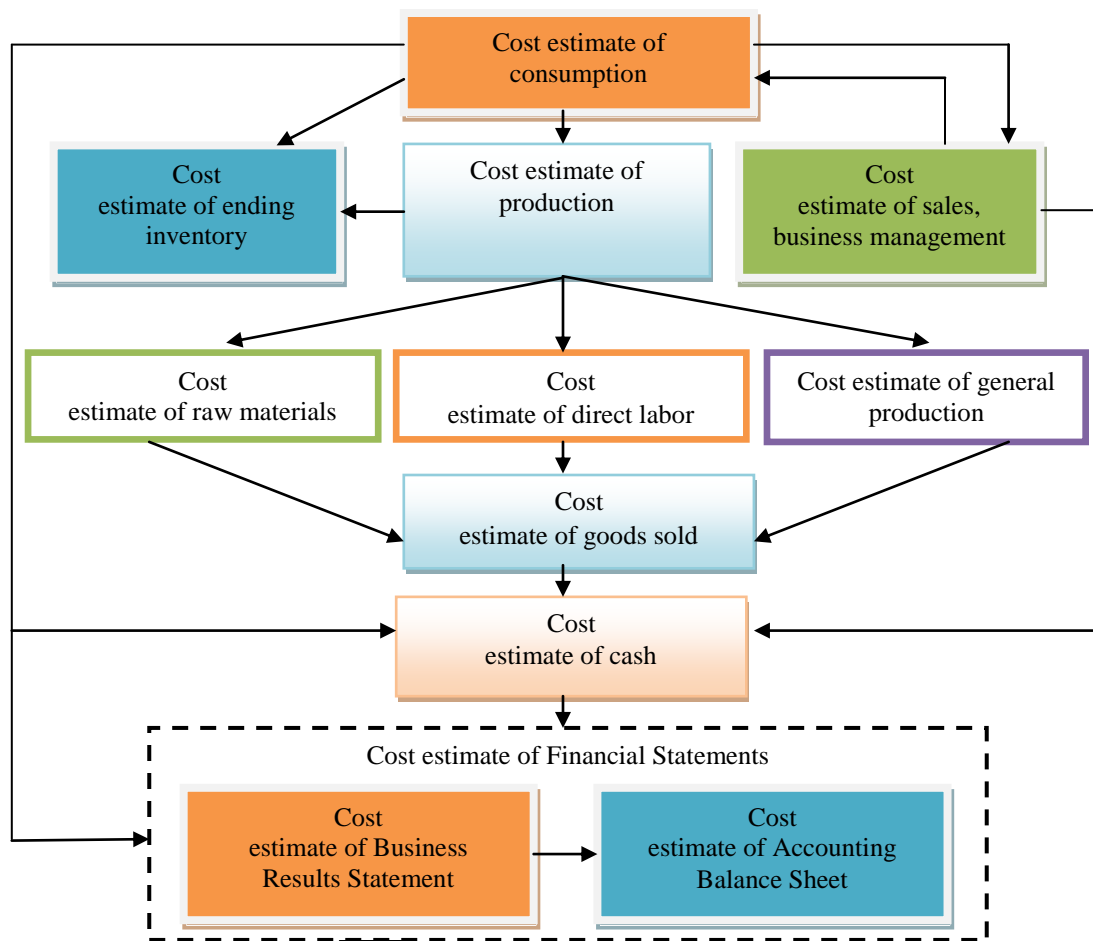 Cost estimate of
consumption
Cost
estimate of ending
inventory
Cost estimate of
production
Cost
estimate of sales,
business management
Cost
estimate of raw materials
Cost
estimate of direct labor
Cost estimate of general
production
Cost
estimate of goods sold
Cost
estimate of cash
Cost estimate of Financial Statements
Cost
estimate of Business
Results Statement
Cost
estimate of Accounting
Balance Sheet